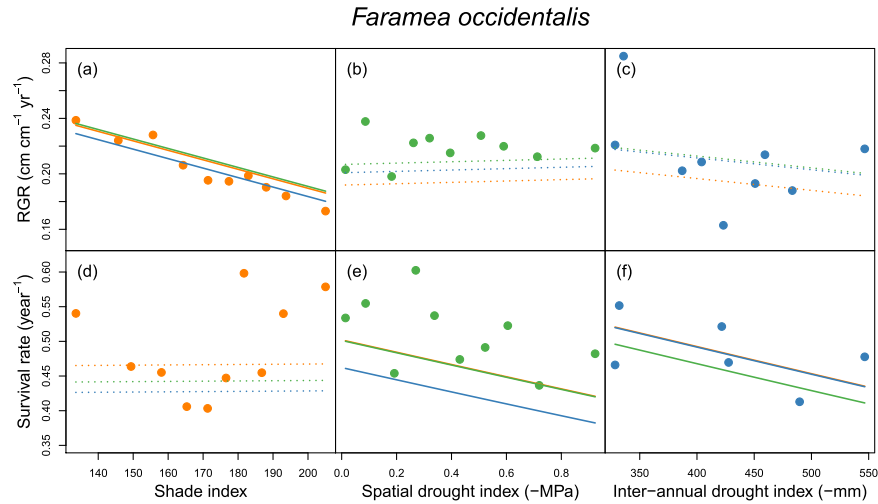 Faramea occidentalis
RGR (cm cm⁻¹ yr⁻¹)
0.28
0.24
0.20
0.16
(a)
(b)
(c)
Survival rate (year⁻¹)
0.60
0.55
0.50
0.45
0.40
0.35
(d)
(e)
(f)
140 150 160 170 180 190 200
0.0 0.2 0.4 0.6 0.8
350 400 450 500 550
Shade index
Spatial drought index (−MPa)
Inter−annual drought index (−mm)